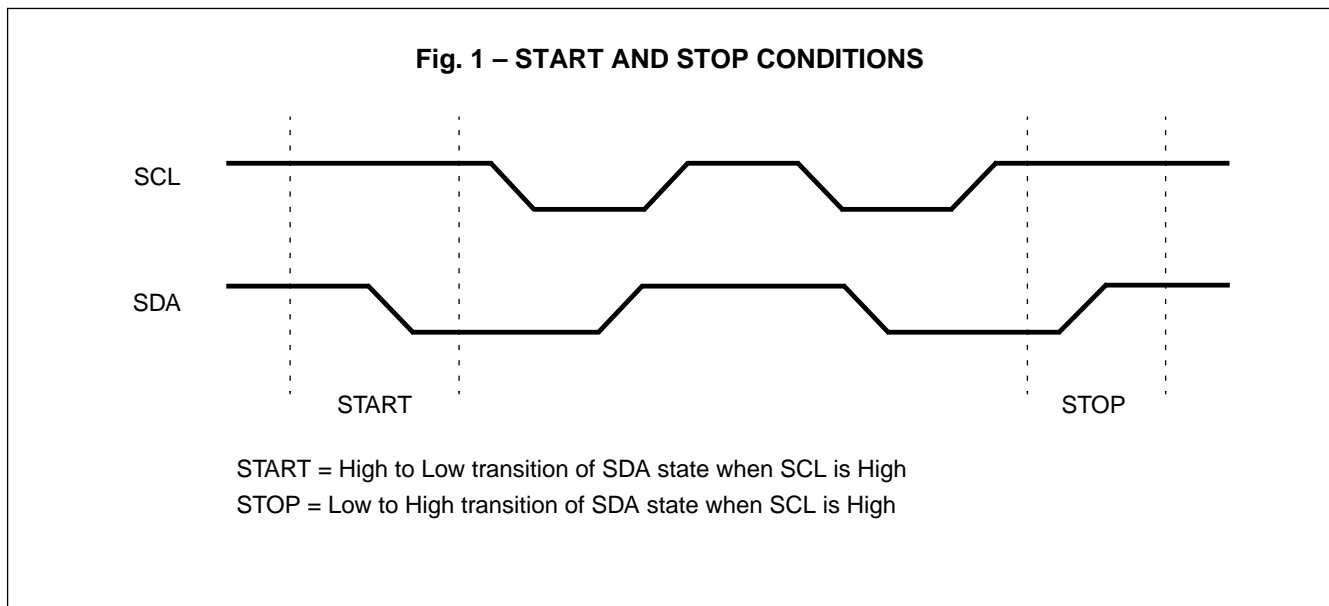 Fig. 1 – START AND STOP CONDITIONS
SCL
SDA
START
STOP
START = High to Low transition of SDA state when SCL is High
STOP = Low to High transition of SDA state when SCL is High